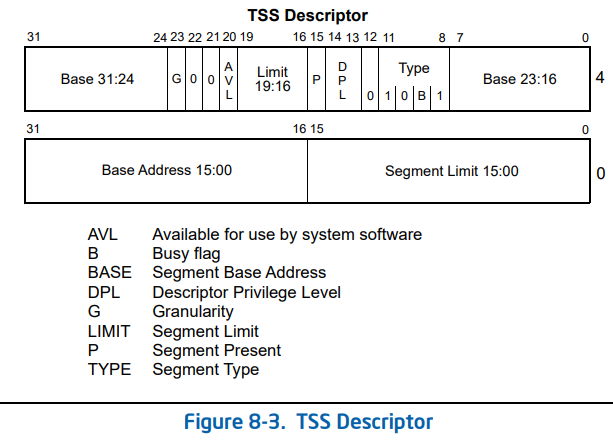 TSS Descriptor
31 24 23 22 21 20 19 16 15 14 13 12 11 8 7 0
Base 31:24 G 0 0 AVL Limit 19:16 P DPL 0 Type 1 0 B 1 Base 23:16 4
31 16 15 0
Base Address 15:00 Segment Limit 15:00 0
AVL Available for use by system software
B Busy flag
BASE Segment Base Address
DPL Descriptor Privilege Level
G Granularity
LIMIT Segment Limit
P Segment Present
TYPE Segment Type
Figure 8-3. TSS Descriptor